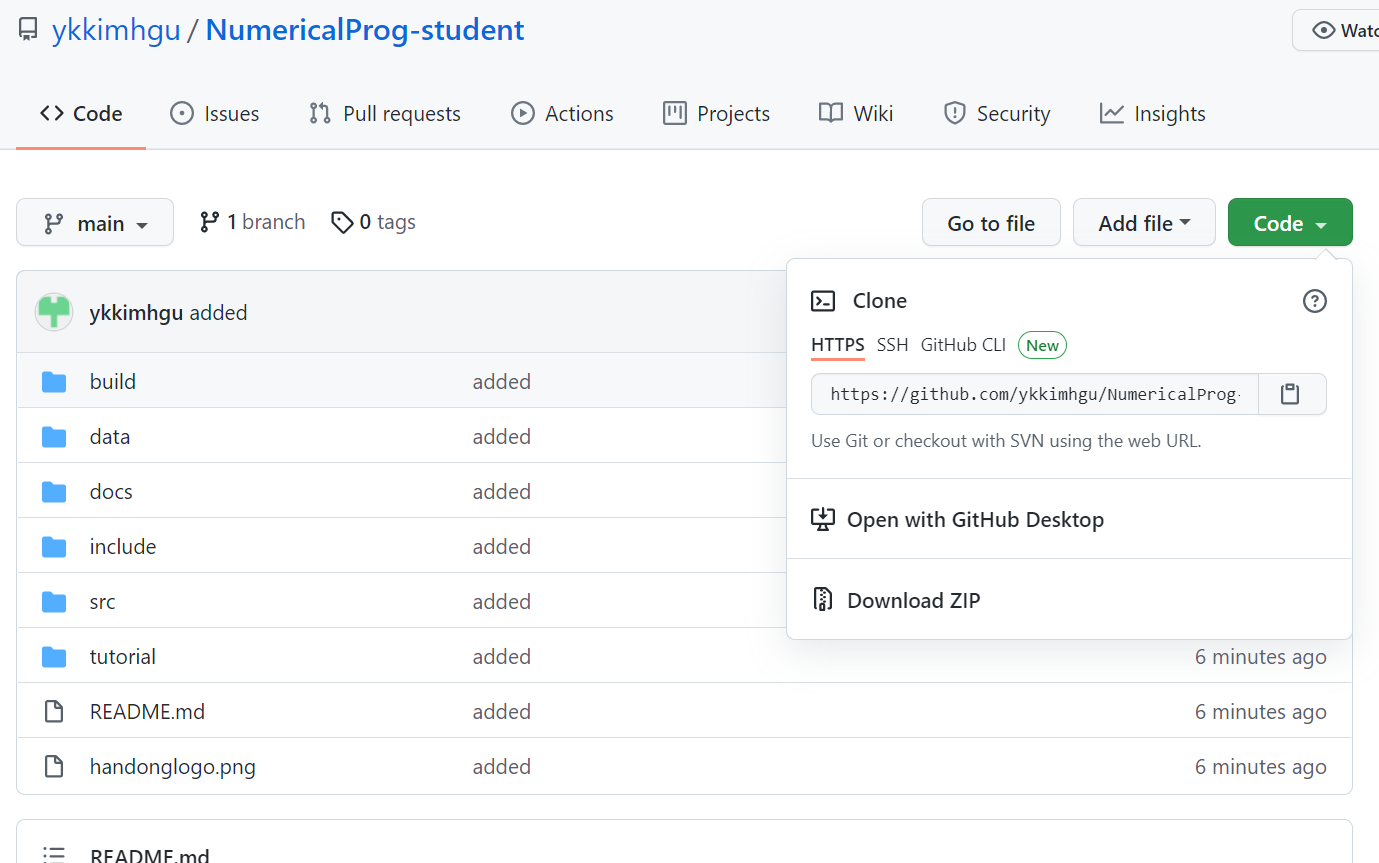 ykkimhgu / NumericalProg-student
Code Issues Pull requests Actions Projects Wiki Security Insights
main 1 branch 0 tags Go to file Add file Code
ykkimhgu added
build added
data added
docs added
include added
src added
tutorial added 6 minutes ago
README.md added 6 minutes ago
handonglogo.png added 6 minutes ago
README.md
Clone
HTTPS SSH GitHub CLI New
https://github.com/ykkimhgu/NumericalProg-
Use Git or checkout with SVN using the web URL.
Open with GitHub Desktop
Download ZIP